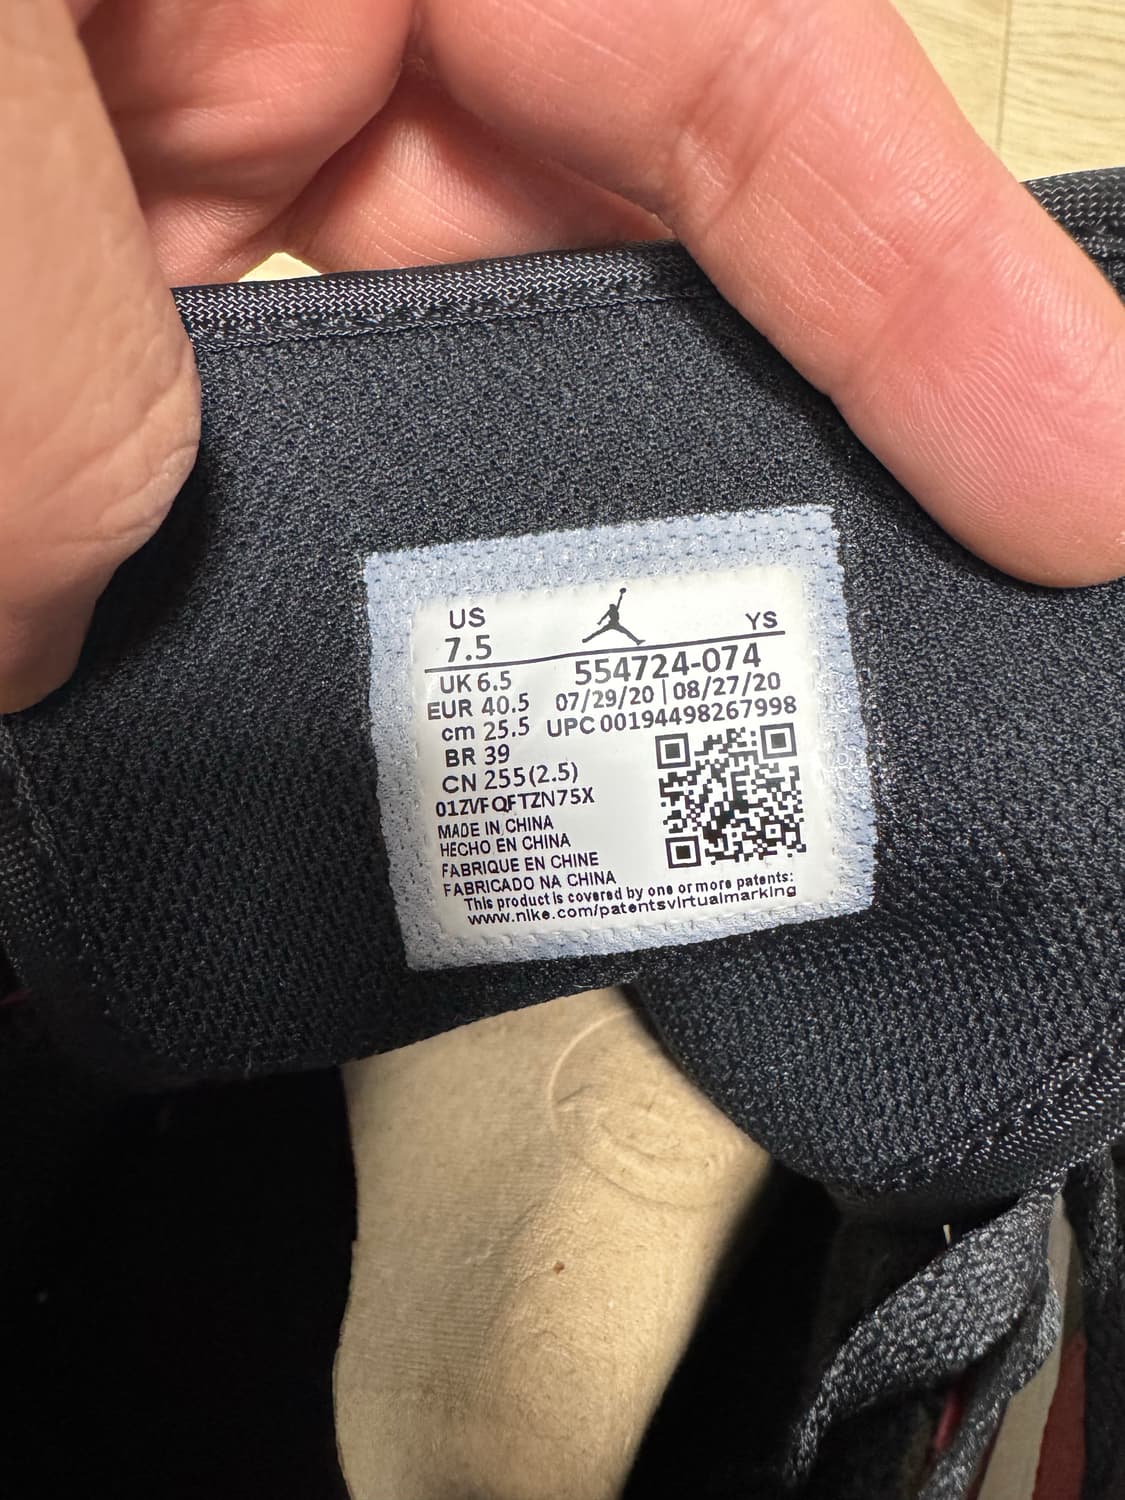 US YS
7.5
UK 6.5 554724-074
EUR 40.5 07/29/20 | 08/27/20
cm 25.5 UPC 00194498267998
BR 39
CN 255(2.5)
01ZVFQFTZN75X
MADE IN CHINA
HECHO EN CHINA
FABRIQUE EN CHINE
FABRICADO NA CHINA
This product is covered by one or more patents:
www.nike.com/patentsvirtualmarking